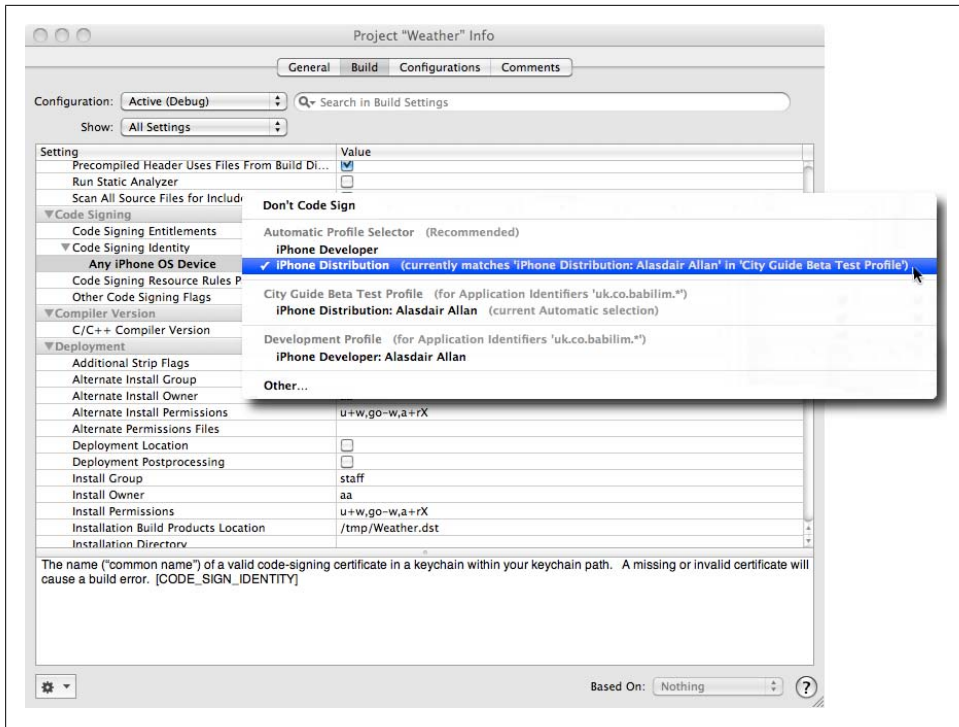 Project “Weather” Info
General Build Configurations Comments
Configuration: Active (Debug) Search in Build Settings
Show: All Settings
Setting Value
Precompiled Header Uses Files From Build Di...
Run Static Analyzer
Scan All Source Files for Include
Don't Code Sign
▼Code Signing
Code Signing Entitlements
Automatic Profile Selector (Recommended)
iPhone Developer
▼Code Signing Identity
Any iPhone OS Device
✓ iPhone Distribution (currently matches 'iPhone Distribution: Alasdair Allan' in 'City Guide Beta Test Profile')
Code Signing Resource Rules P
Other Code Signing Flags
City Guide Beta Test Profile (for Application Identifiers 'uk.co.babilim.*')
iPhone Distribution: Alasdair Allan (current Automatic selection)
▼Compiler Version
C/C++ Compiler Version
Development Profile (for Application Identifiers 'uk.co.babilim.*')
iPhone Developer: Alasdair Allan
▼Deployment
Additional Strip Flags
Alternate Install Group
Other...
Alternate Install Owner
Alternate Install Permissions u+w,go-w,a+rX
Alternate Permissions Files
Deployment Location
Deployment Postprocessing
Install Group staff
Install Owner aa
Install Permissions u+w,go-w,a+rX
Installation Build Products Location /tmp/Weather.dst
Installation Directory
The name (“common name”) of a valid code-signing certificate in a keychain within your keychain path. A missing or invalid certificate will
cause a build error. [CODE_SIGN_IDENTITY]
Based On: Nothing ?